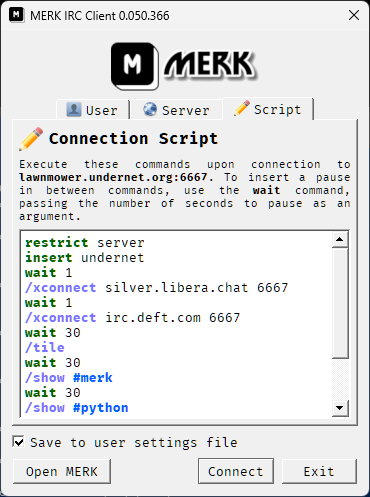 MERK IRC Client 0.050.366
M MERK
User Server Script
Connection Script
Execute these commands upon connection to
lawnmower.undernet.org:6667. To insert a pause
in between commands, use the wait command,
passing the number of seconds to pause as an
argument.
restrict server
insert undernet
wait 1
/xconnect silver.libera.chat 6667
wait 1
/xconnect irc.deft.com 6667
wait 30
/tile
wait 30
/show #merk
wait 30
/show #python
Save to user settings file
Open MERK Connect Exit